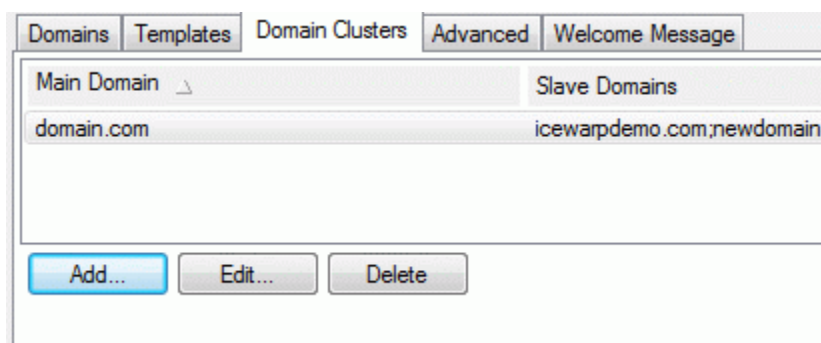 Domains Templates Domain Clusters Advanced Welcome Message
Main Domain Slave Domains
domain.com icewarpdemo.com;newdomain
Add... Edit... Delete